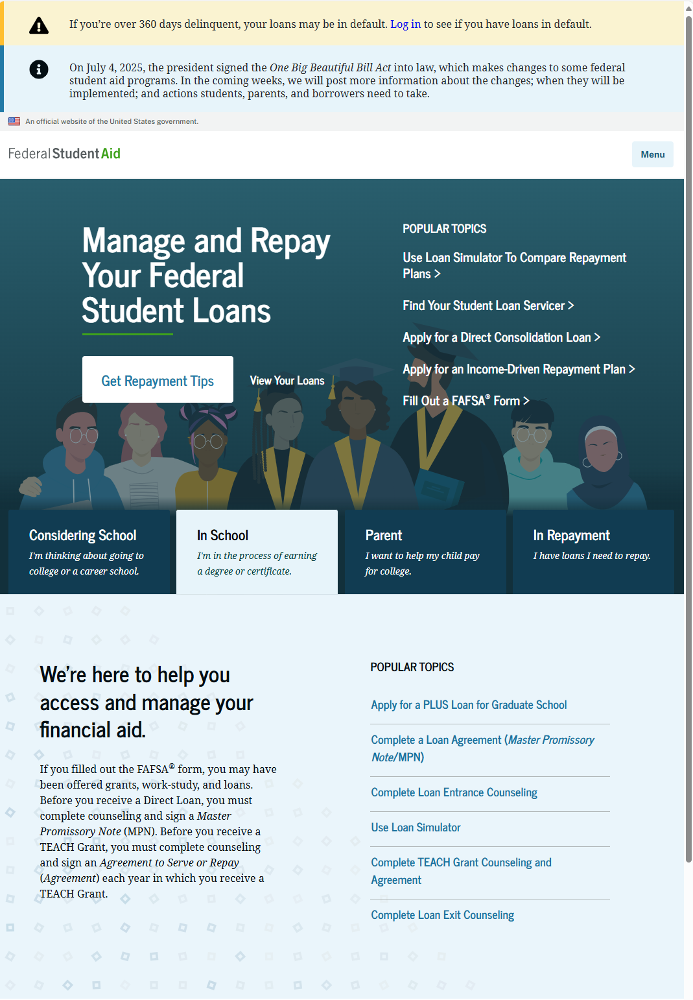 If you’re over 360 days delinquent, your loans may be in default. Log in to see if you have loans in default.
On July 4, 2025, the president signed the One Big Beautiful Bill Act into law, which makes changes to some federal
student aid programs. In the coming weeks, we will post more information about the changes; when they will be
implemented; and actions students, parents, and borrowers need to take.
An official website of the United States government.
Federal Student Aid
Menu
Manage and Repay
Your Federal
Student Loans
Get Repayment Tips
View Your Loans
POPULAR TOPICS
Use Loan Simulator To Compare Repayment
Plans >
Find Your Student Loan Servicer >
Apply for a Direct Consolidation Loan >
Apply for an Income-Driven Repayment Plan >
Fill Out a FAFSA® Form >
Considering School
I'm thinking about going to
college or a career school.
In School
I'm in the process of earning
a degree or certificate.
Parent
I want to help my child pay
for college.
In Repayment
I have loans I need to repay.
We’re here to help you
access and manage your
financial aid.
If you filled out the FAFSA® form, you may have
been offered grants, work-study, and loans.
Before you receive a Direct Loan, you must
complete counseling and sign a Master
Promissory Note (MPN). Before you receive a
TEACH Grant, you must complete counseling
and sign an Agreement to Serve or Repay
(Agreement) each year in which you receive a
TEACH Grant.
POPULAR TOPICS
Apply for a PLUS Loan for Graduate School
Complete a Loan Agreement (Master Promissory
Note/MPN)
Complete Loan Entrance Counseling
Use Loan Simulator
Complete TEACH Grant Counseling and
Agreement
Complete Loan Exit Counseling